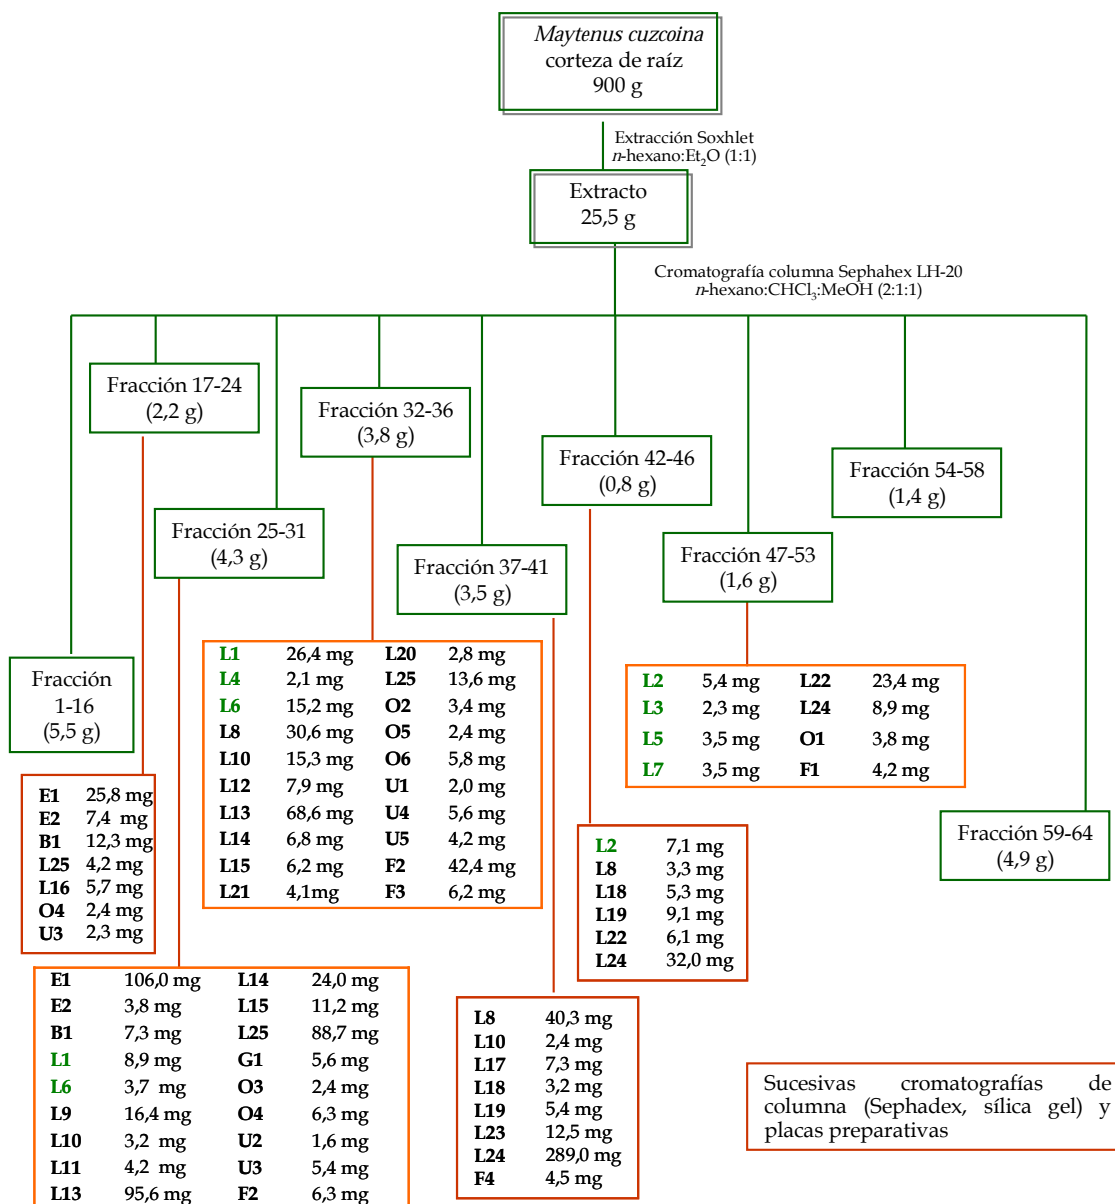 Maytenus cuzcoina
corteza de raíz
900 g
Extracción Soxhlet
n-hexano:Et₂O (1:1)
Extracto
25,5 g
Cromatografía columna Sephahex LH-20
n-hexano:CHCl₃:MeOH (2:1:1)
Fracción 17-24
(2,2 g)
Fracción 32-36
(3,8 g)
Fracción 42-46
(0,8 g)
Fracción 54-58
(1,4 g)
Fracción 25-31
(4,3 g)
Fracción 37-41
(3,5 g)
Fracción 47-53
(1,6 g)
Fracción
1-16
(5,5 g)
Fracción 59-64
(4,9 g)
L1 26,4 mg L20 2,8 mg
L4 2,1 mg L25 13,6 mg
L6 15,2 mg O2 3,4 mg
L8 30,6 mg O5 2,4 mg
L10 15,3 mg O6 5,8 mg
L12 7,9 mg U1 2,0 mg
L13 68,6 mg U4 5,6 mg
L14 6,8 mg U5 4,2 mg
L15 6,2 mg F2 42,4 mg
L21 4,1mg F3 6,2 mg
L2 5,4 mg L22 23,4 mg
L3 2,3 mg L24 8,9 mg
L5 3,5 mg O1 3,8 mg
L7 3,5 mg F1 4,2 mg
E1 25,8 mg
E2 7,4 mg
B1 12,3 mg
L25 4,2 mg
L16 5,7 mg
O4 2,4 mg
U3 2,3 mg
L2 7,1 mg
L8 3,3 mg
L18 5,3 mg
L19 9,1 mg
L22 6,1 mg
L24 32,0 mg
E1 106,0 mg L14 24,0 mg
E2 3,8 mg L15 11,2 mg
B1 7,3 mg L25 88,7 mg
L1 8,9 mg G1 5,6 mg
L6 3,7 mg O3 2,4 mg
L9 16,4 mg O4 6,3 mg
L10 3,2 mg U2 1,6 mg
L11 4,2 mg U3 5,4 mg
L13 95,6 mg F2 6,3 mg
L8 40,3 mg
L10 2,4 mg
L17 7,3 mg
L18 3,2 mg
L19 5,4 mg
L23 12,5 mg
L24 289,0 mg
F4 4,5 mg
Sucesivas cromatografías de
columna (Sephadex, sílica gel) y
placas preparativas